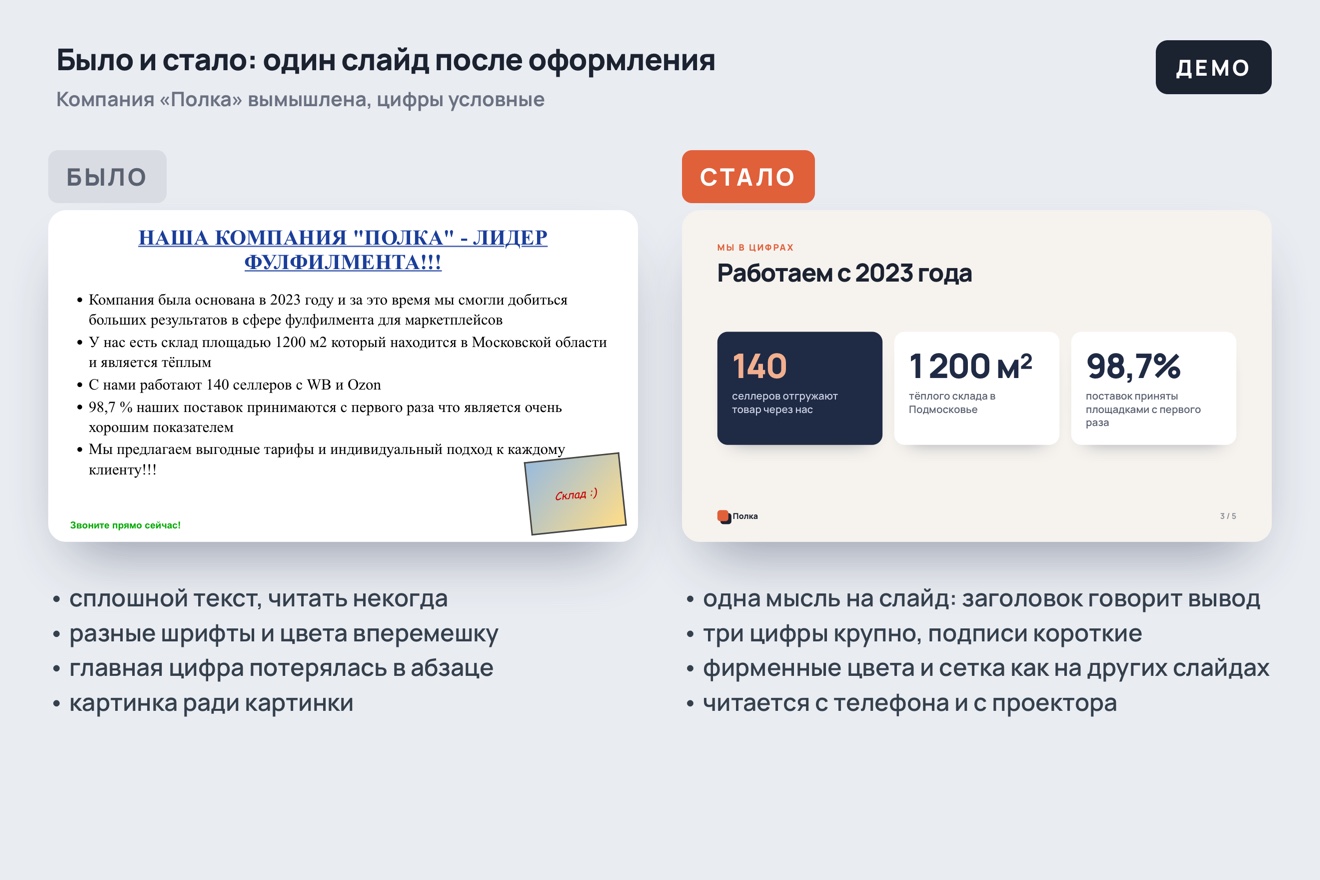 Было и стало: один слайд после оформления
Компания «Полка» вымышлена, цифры условные
ДЕМО
БЫЛО
НАША КОМПАНИЯ "ПОЛКА" - ЛИДЕР
ФУЛФИЛМЕНТА!!!
• Компания была основана в 2023 году и за это время мы смогли добиться
больших результатов в сфере фулфилмента для маркетплейсов
• У нас есть склад площадью 1200 м2 который находится в Московской области
и является тёплым
• С нами работают 140 селлеров с WB и Ozon
• 98,7 % наших поставок принимаются с первого раза что является очень
хорошим показателем
• Мы предлагаем выгодные тарифы и индивидуальный подход к каждому
клиенту!!!
Склад :)
Звоните прямо сейчас!
• сплошной текст, читать некогда
• разные шрифты и цвета вперемешку
• главная цифра потерялась в абзаце
• картинка ради картинки
СТАЛО
МЫ В ЦИФРАХ
Работаем с 2023 года
140
селлеров отгружают
товар через нас
1 200 м²
тёплого склада в
Подмосковье
98,7%
поставок приняты
площадками с первого
раза
Полка
3 / 5
• одна мысль на слайд: заголовок говорит вывод
• три цифры крупно, подписи короткие
• фирменные цвета и сетка как на других слайдах
• читается с телефона и с проектора